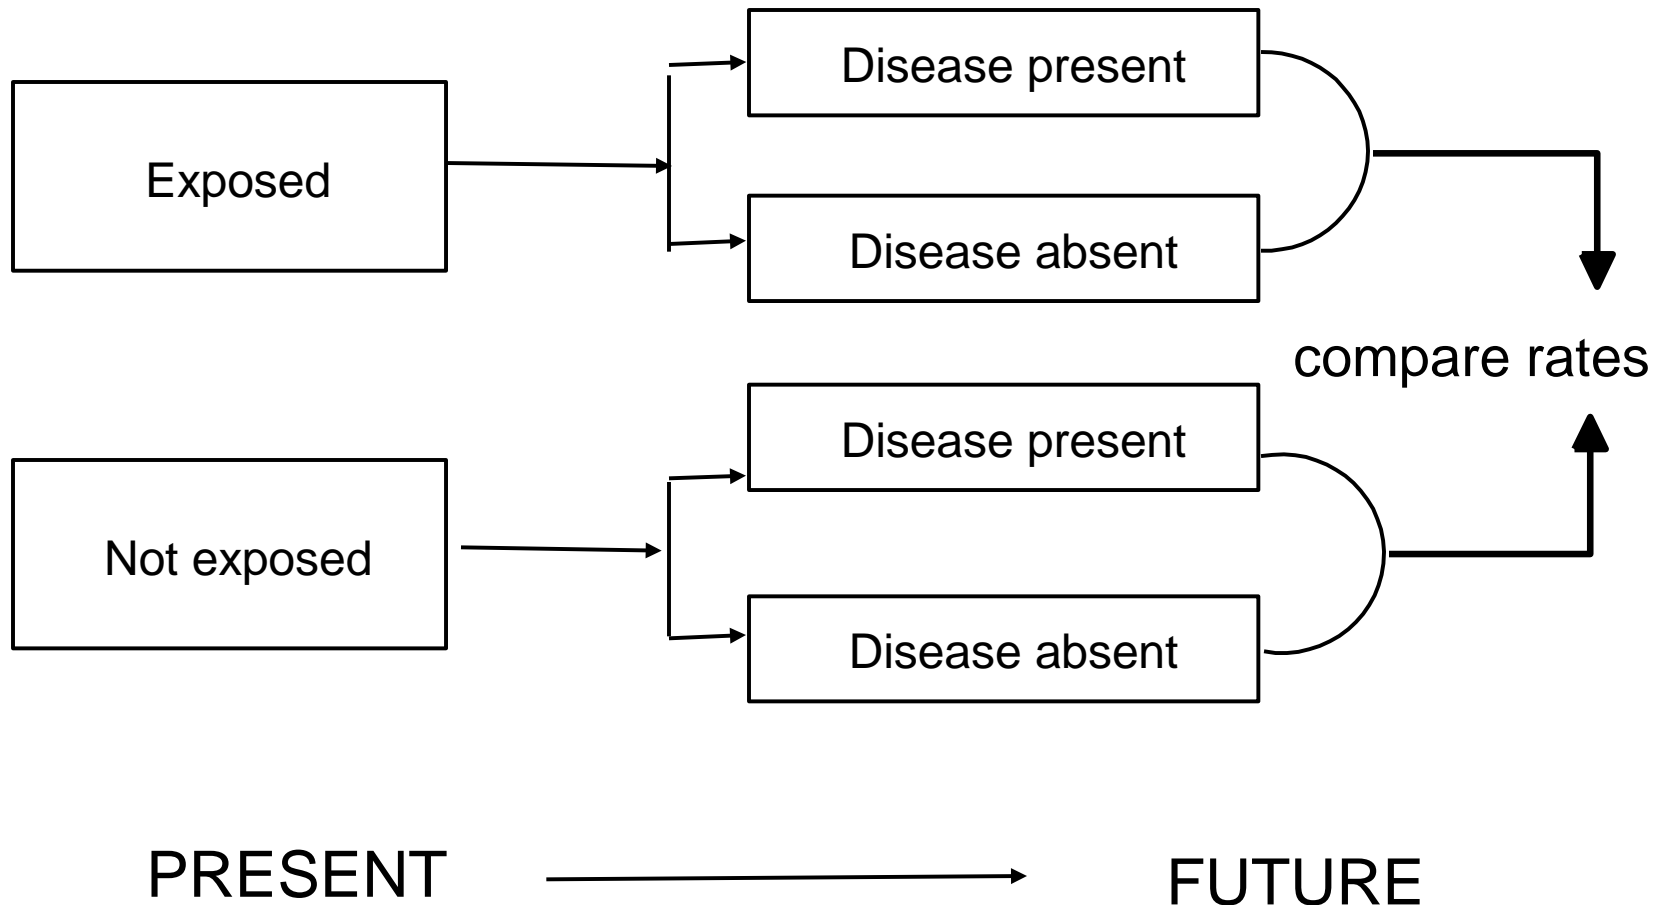 Disease present
Exposed
Disease absent
compare rates
Disease present
Not exposed
Disease absent
PRESENT
FUTURE